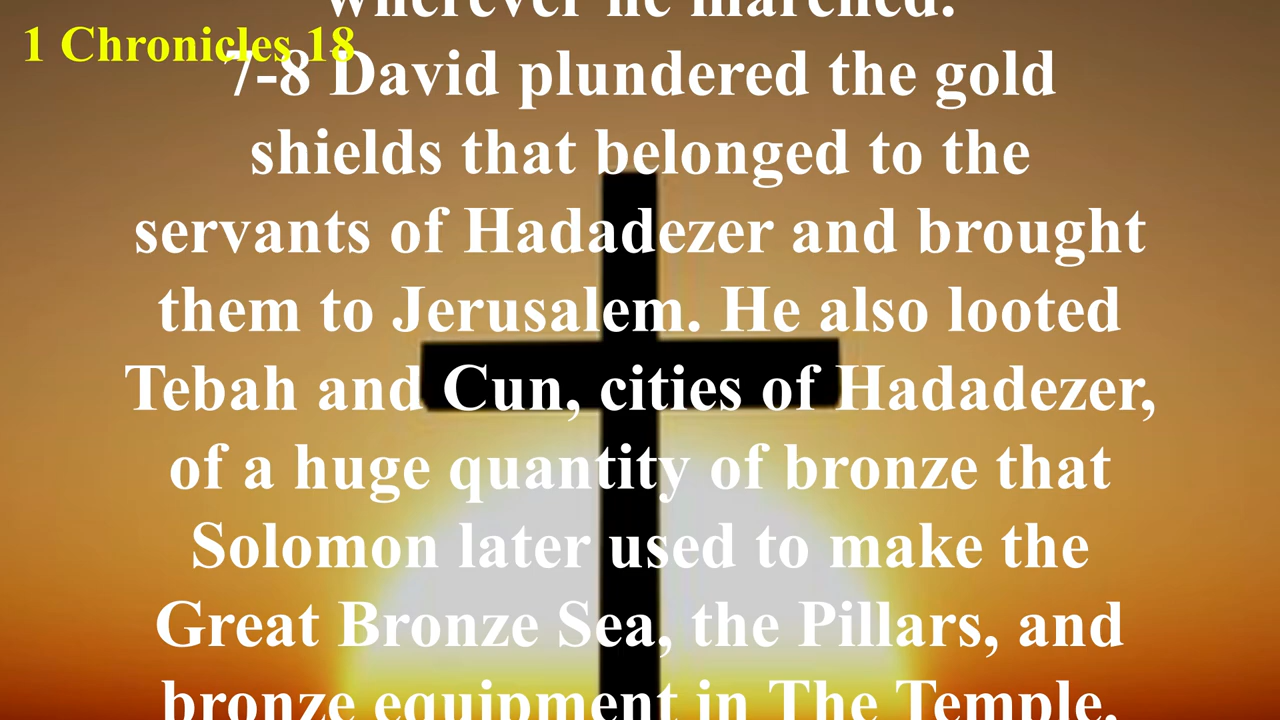 wherever he marched.
1 Chronicles 18
7-8 David plundered the gold
shields that belonged to the
servants of Hadadezer and brought
them to Jerusalem. He also looted
Tebah and Cun, cities of Hadadezer,
of a huge quantity of bronze that
Solomon later used to make the
Great Bronze Sea, the Pillars, and
bronze equipment in The Temple.